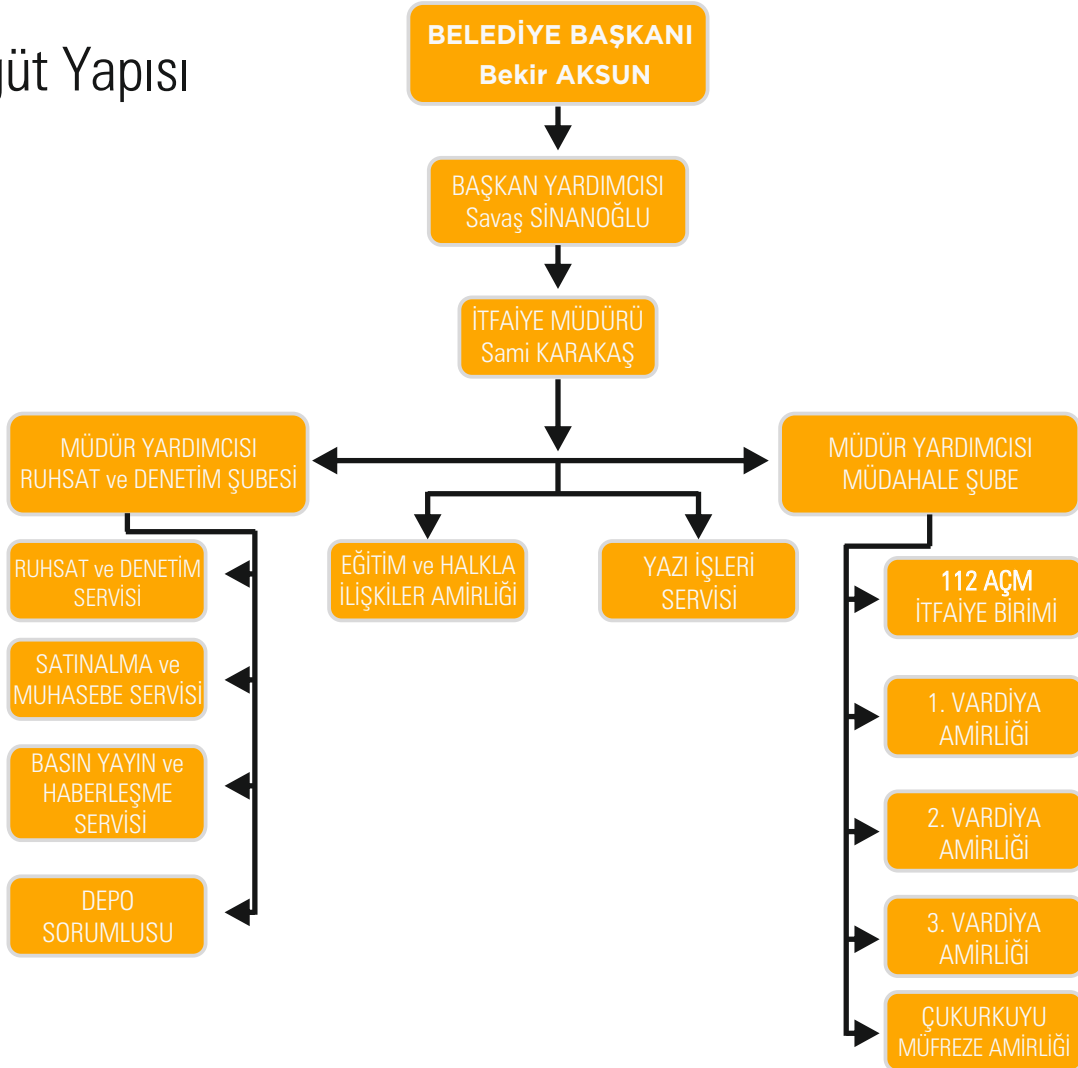 Yapısı
BELEDİYE BAŞKANI
Bekir AKSUN
BAŞKAN YARDIMCISI
Savaş SİNANOĞLU
İTFAİYE MÜDÜRÜ
Sami KARAKAŞ
MÜDÜR YARDIMCISI
RUHSAT ve DENETİM ŞUBESİ
MÜDÜR YARDIMCISI
MÜDAHALE ŞUBE
EĞİTİM ve HALKLA
İLİŞKİLER AMİRLİĞİ
YAZI İŞLERİ
SERVİSİ
RUHSAT ve DENETİM
SERVİSİ
SATINALMA ve
MUHASEBE SERVİSİ
BASIN YAYIN ve
HABERLEŞME
SERVİSİ
DEPO
SORUMLUSU
112 AÇM
İTFAİYE BİRİMİ
1. VARDİYA
AMİRLİĞİ
2. VARDİYA
AMİRLİĞİ
3. VARDİYA
AMİRLİĞİ
ÇUKURKUYU
MÜFREZE AMİRLİĞİ